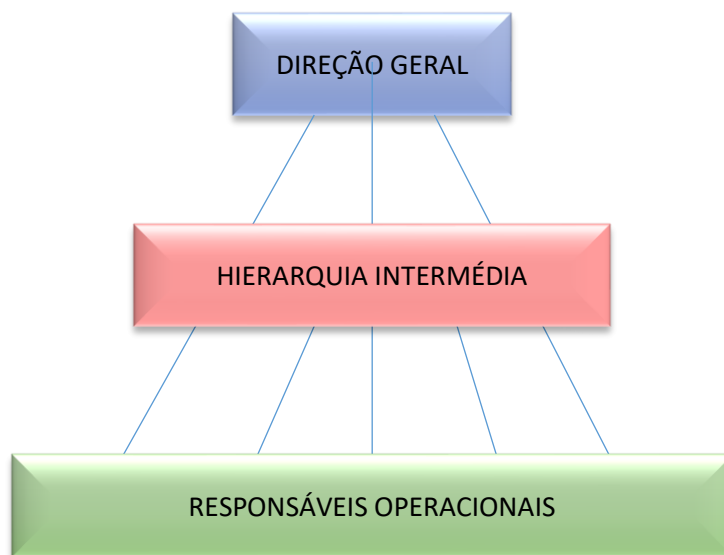 DIREÇÃO GERAL
HIERARQUIA INTERMÉDIA
RESPONSÁVEIS OPERACIONAIS